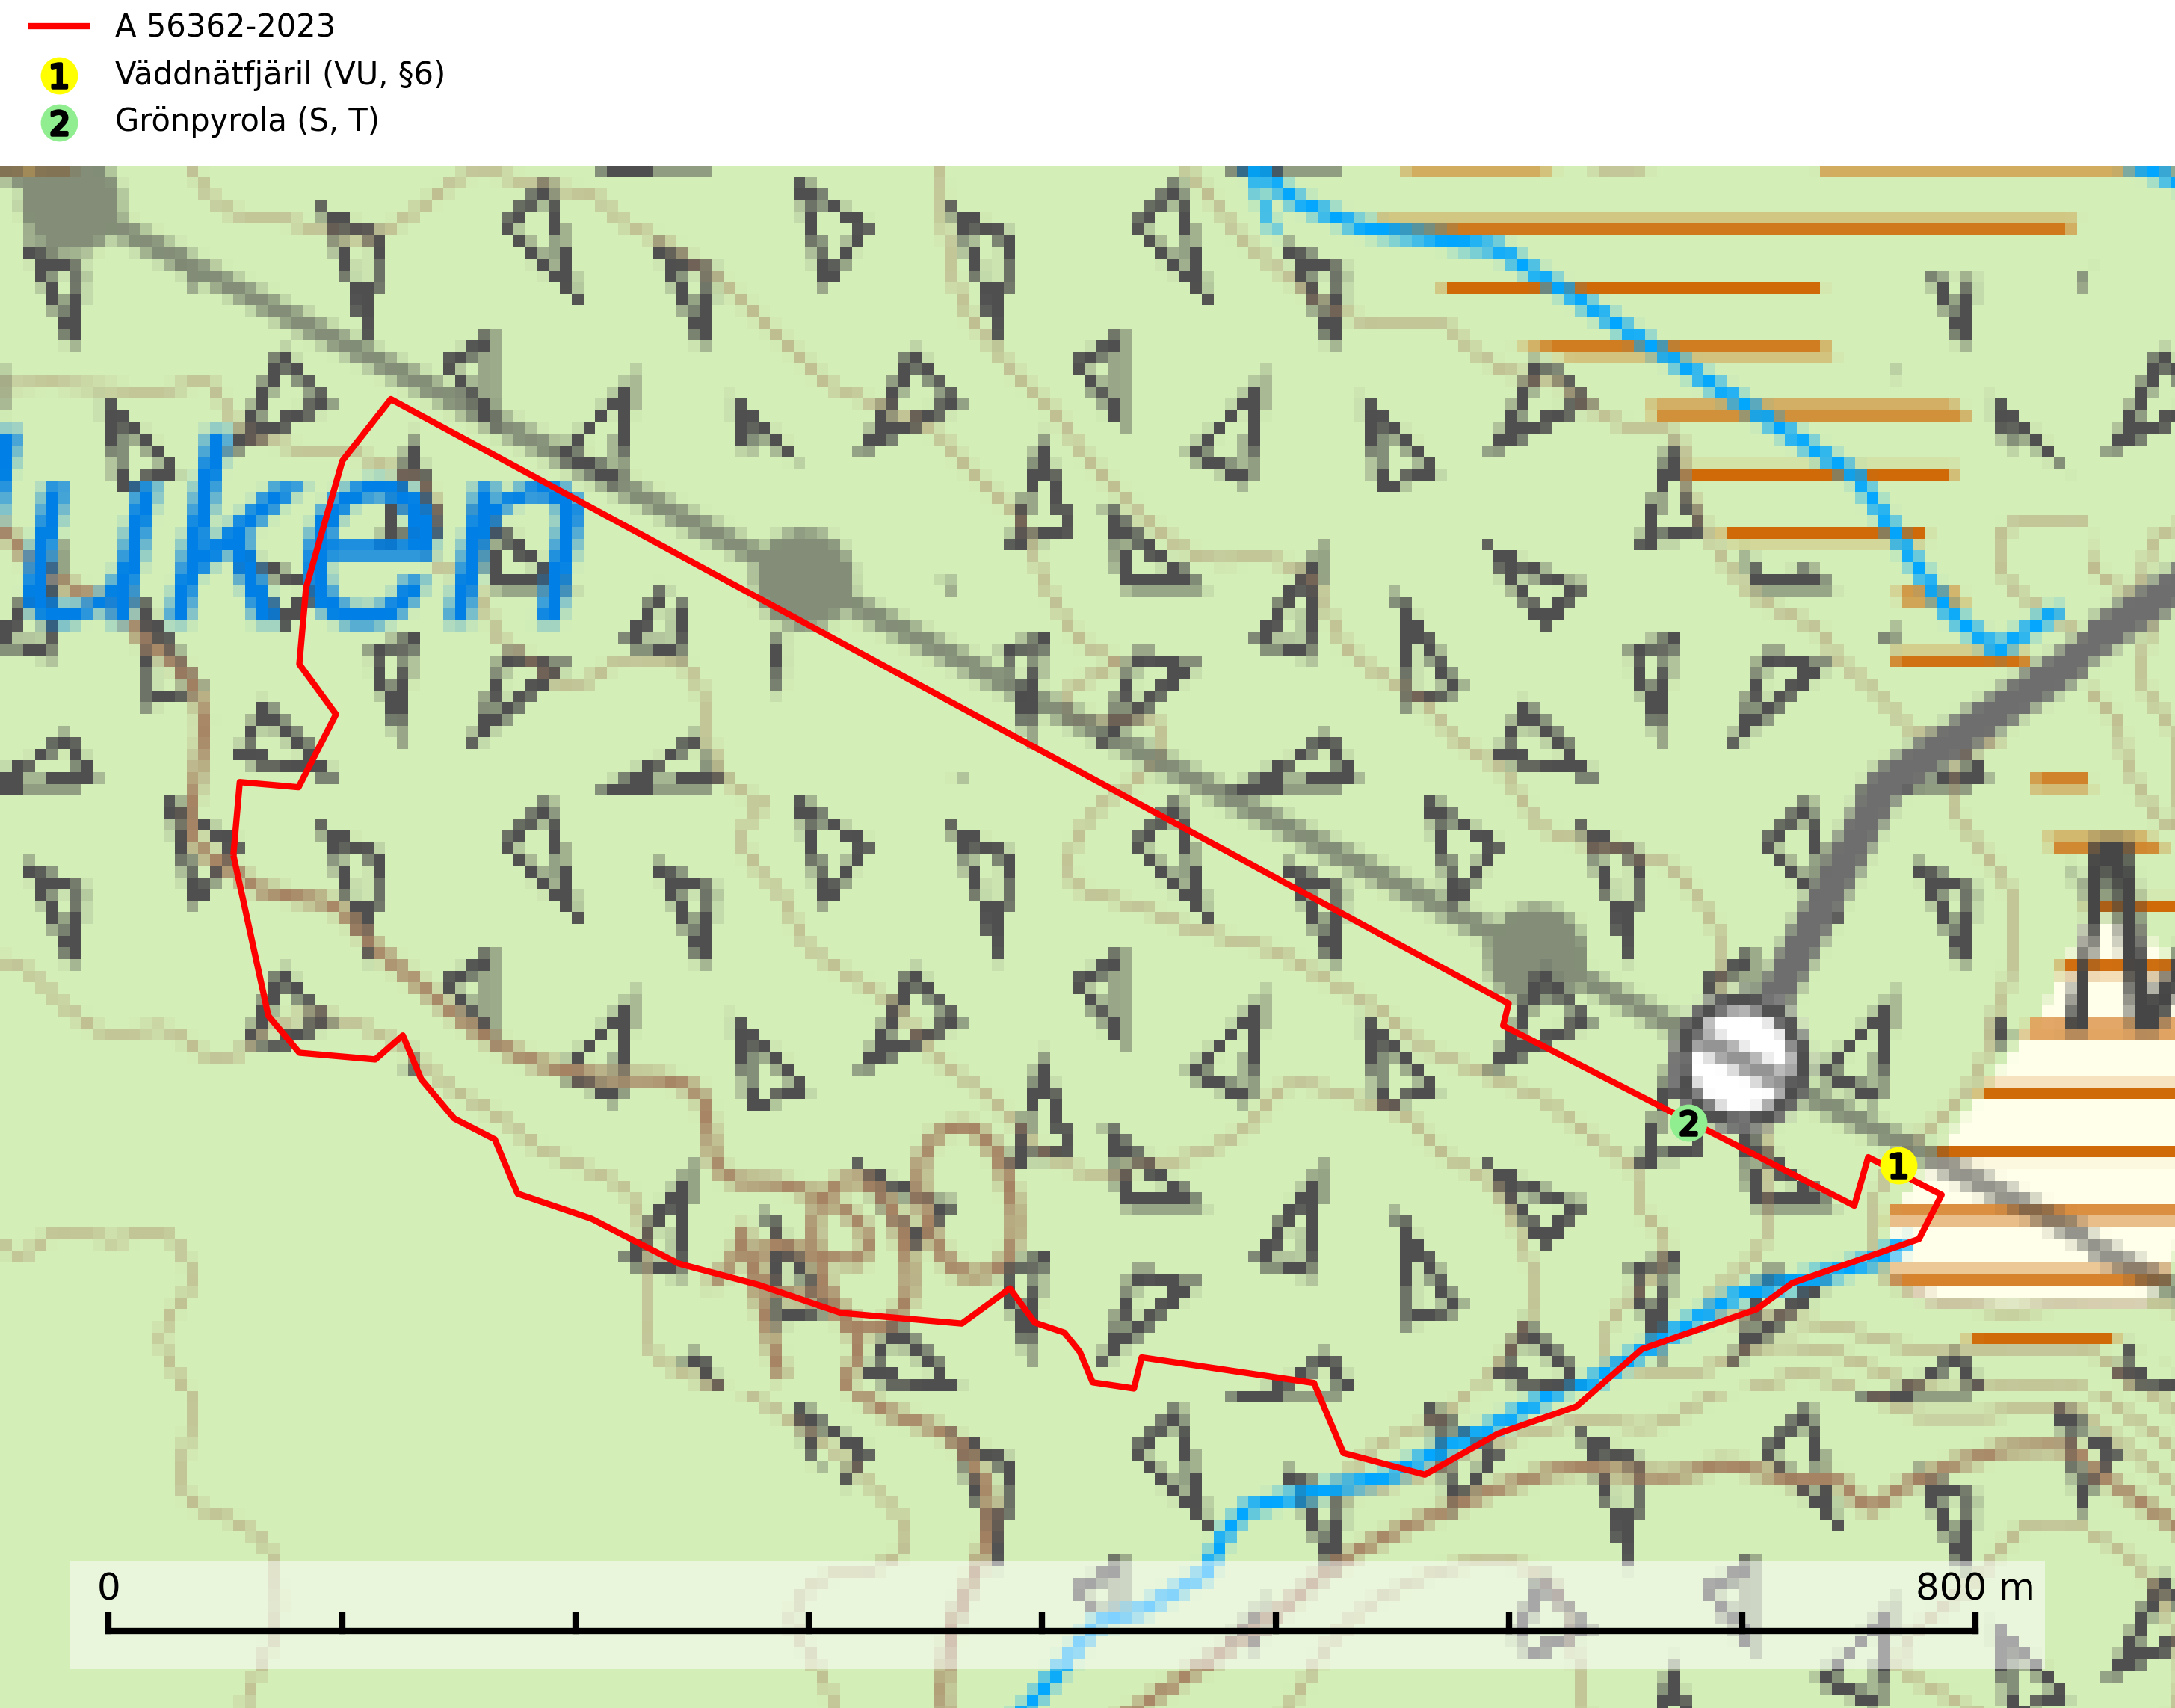 A 56362-2023
1 Väddnätfjäril (VU, §6)
2 Grönpyrola (S, T)
uken
2
1
0 800 m